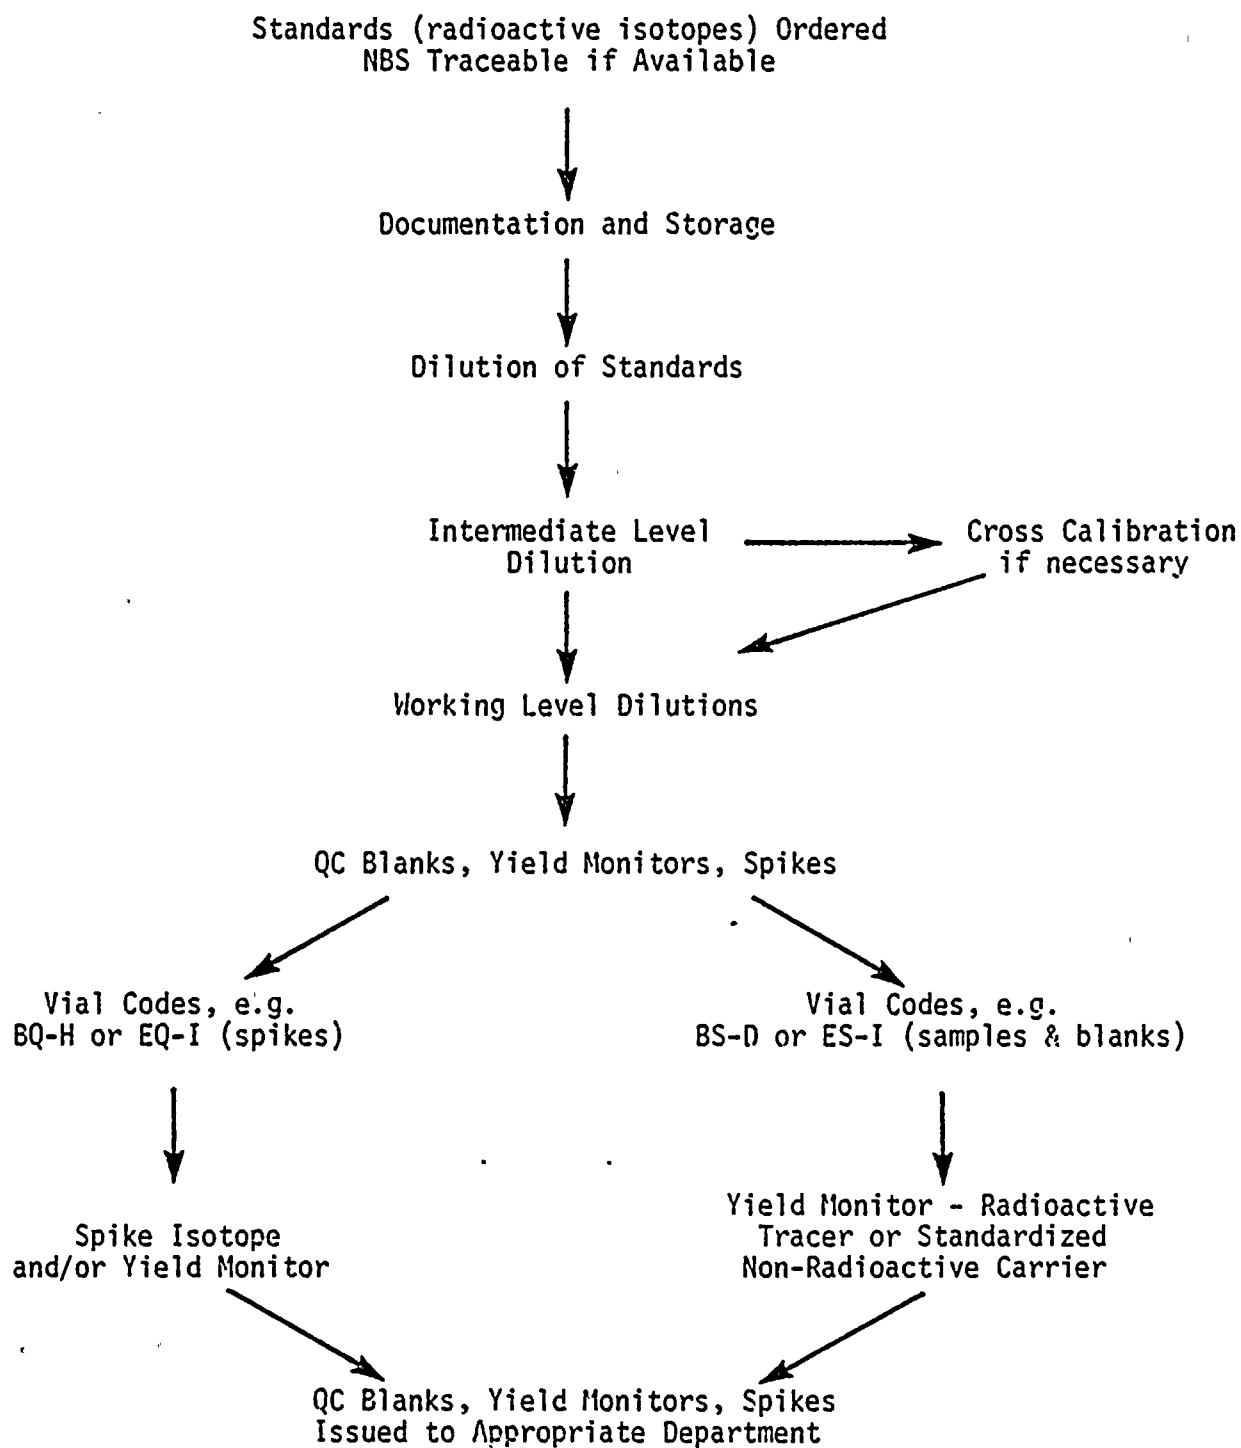 Standards (radioactive isotopes) Ordered
NBS Traceable if Available
Documentation and Storage
Dilution of Standards
Intermediate Level
Dilution
Cross Calibration
if necessary
Working Level Dilutions
QC Blanks, Yield Monitors, Spikes
Vial Codes, e.g.
BQ-H or EQ-I (spikes)
Vial Codes, e.g.
BS-D or ES-I (samples & blanks)
Spike Isotope
and/or Yield Monitor
Yield Monitor - Radioactive
Tracer or Standardized
Non-Radioactive Carrier
QC Blanks, Yield Monitors, Spikes
Issued to Appropriate Department